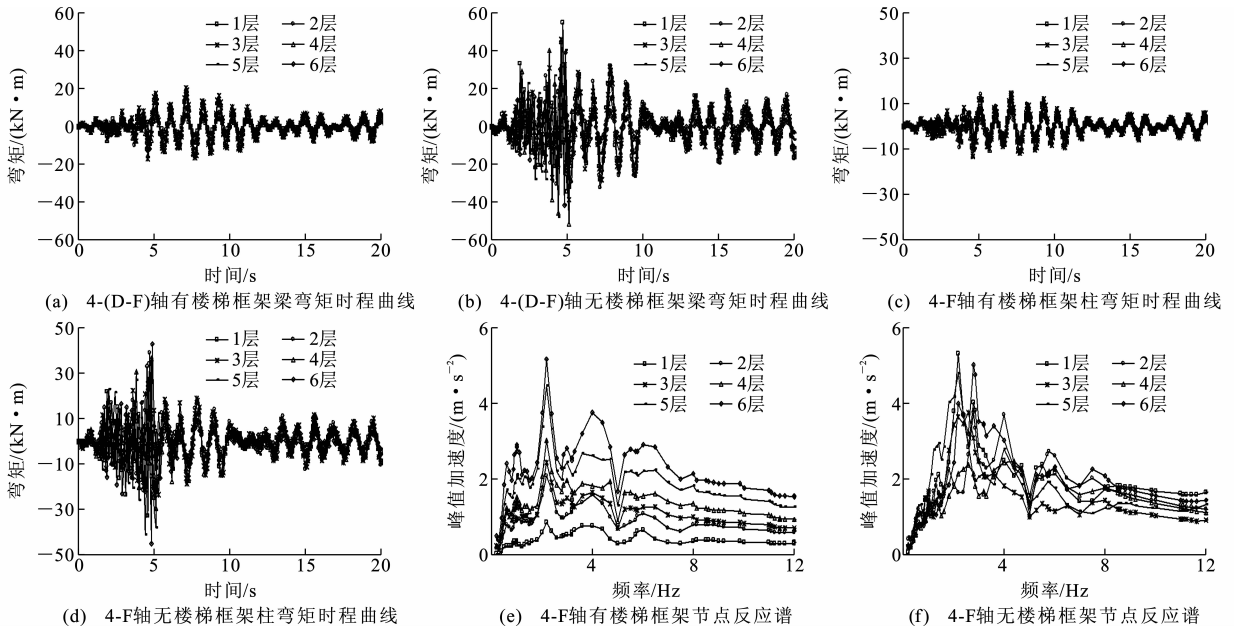 60
40
20
0
−20
−40
−60
弯矩/(kN·m)
1层 2层
3层 4层
5层 6层
0 5 10 15 20
时间/s
(a) 4-(D-F)轴有楼梯框架梁弯矩时程曲线
60
40
20
0
−20
−40
−60
弯矩/(kN·m)
1层 2层
3层 4层
5层 6层
0 5 10 15 20
时间/s
(b) 4-(D-F)轴无楼梯框架梁弯矩时程曲线
50
30
10
−10
−30
−50
弯矩/(kN·m)
1层 2层
3层 4层
5层 6层
0 5 10 15 20
时间/s
(c) 4-F轴有楼梯框架柱弯矩时程曲线
50
30
10
−10
−30
−50
弯矩/(kN·m)
1层 2层
3层 4层
5层 6层
0 5 10 15 20
时间/s
(d) 4-F轴无楼梯框架柱弯矩时程曲线
6
4
2
0
峰值加速度/(m·s⁻²)
1层 2层
3层 4层
5层 6层
4 8 12
频率/Hz
(e) 4-F轴有楼梯框架节点反应谱
6
4
2
0
峰值加速度/(m·s⁻²)
1层 2层
3层 4层
5层 6层
4 8 12
频率/Hz
(f) 4-F轴无楼梯框架节点反应谱